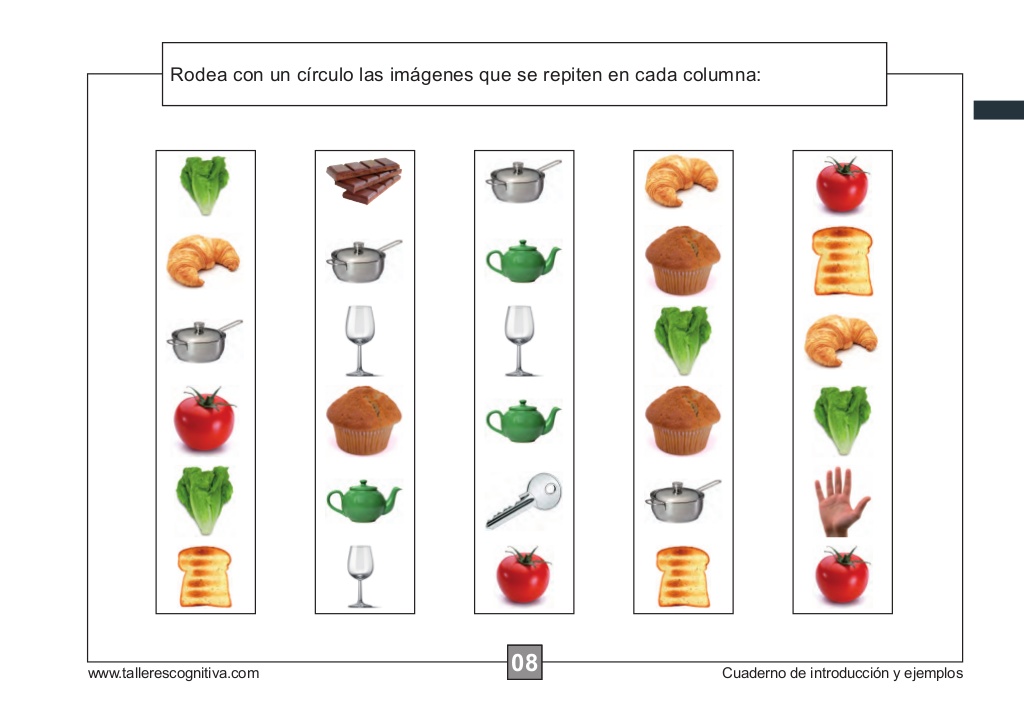 Rodea con un círculo las imágenes que se repiten en cada columna:
08
www.tallerescognitiva.com
Cuaderno de introducción y ejemplos